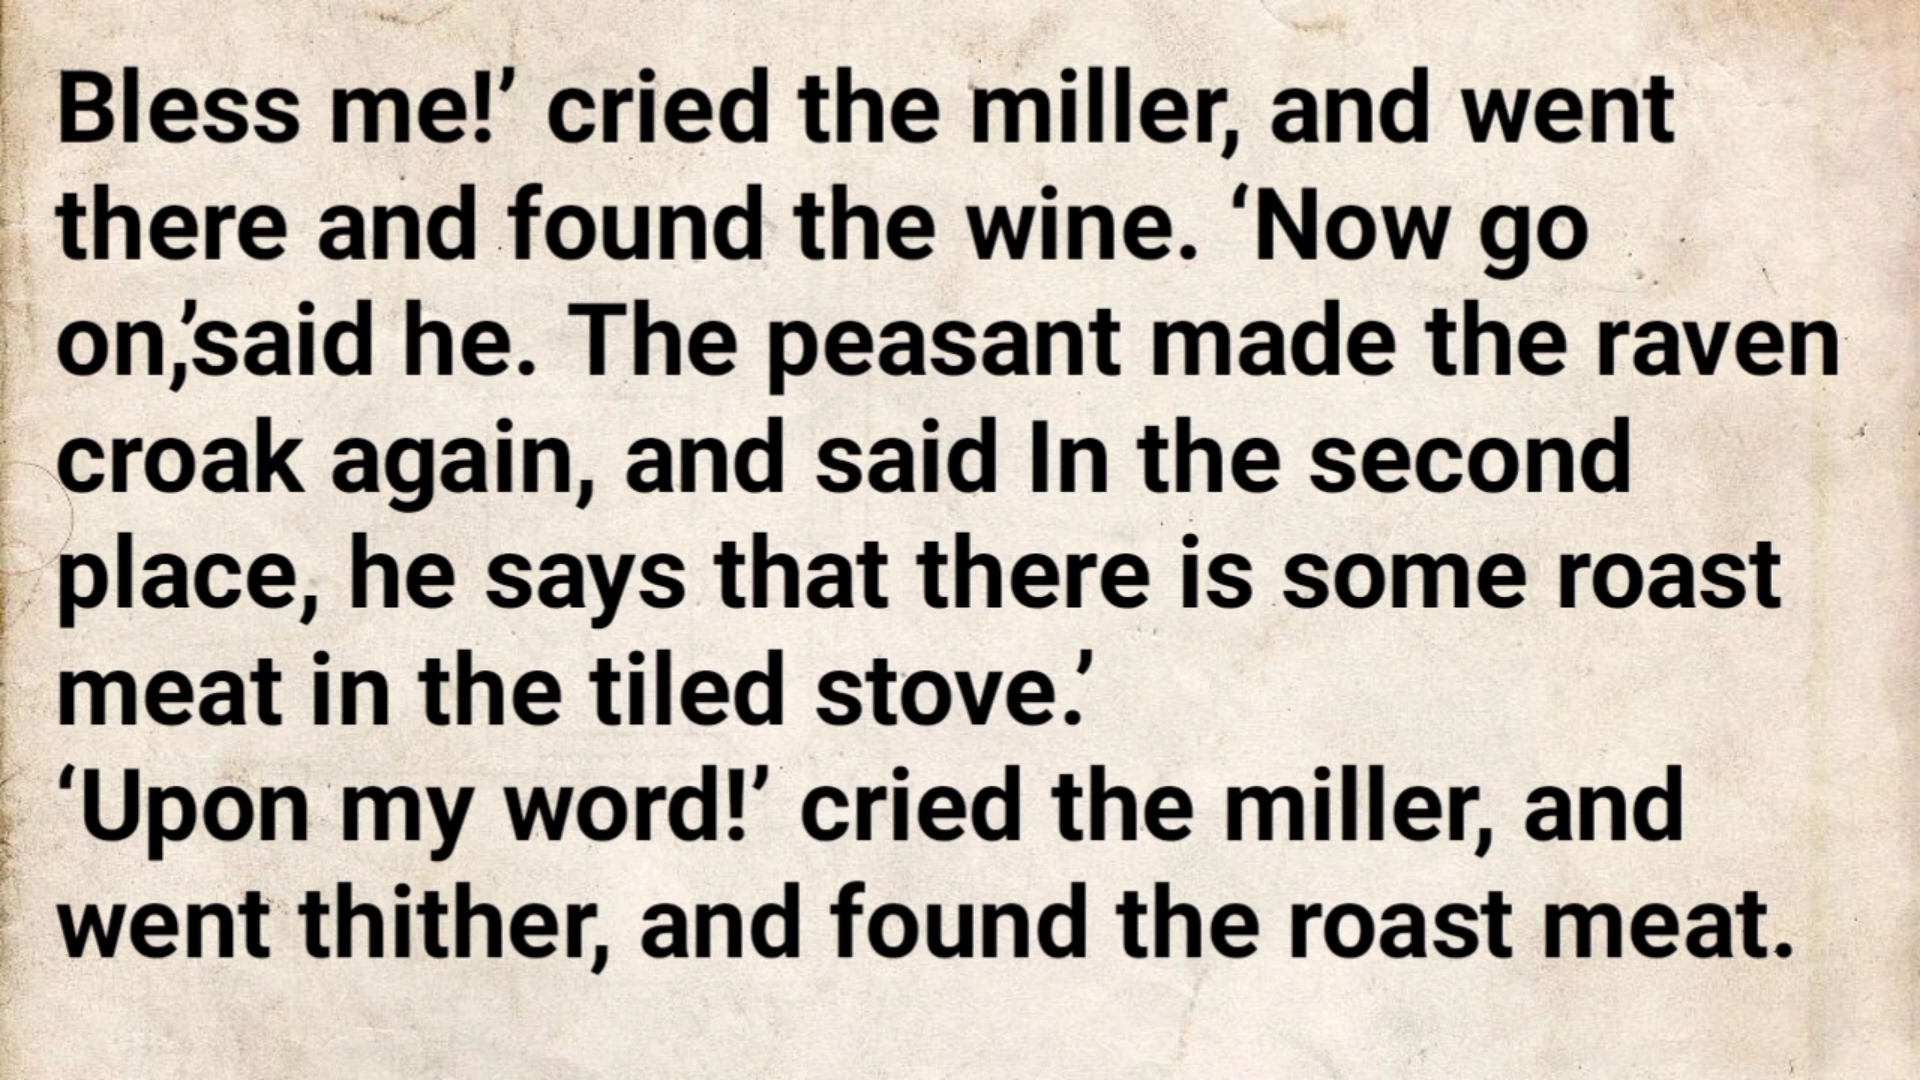 Bless me!’ cried the miller, and went
there and found the wine. ‘Now go
on,’said he. The peasant made the raven
croak again, and said In the second
place, he says that there is some roast
meat in the tiled stove.’
‘Upon my word!’ cried the miller, and
went thither, and found the roast meat.